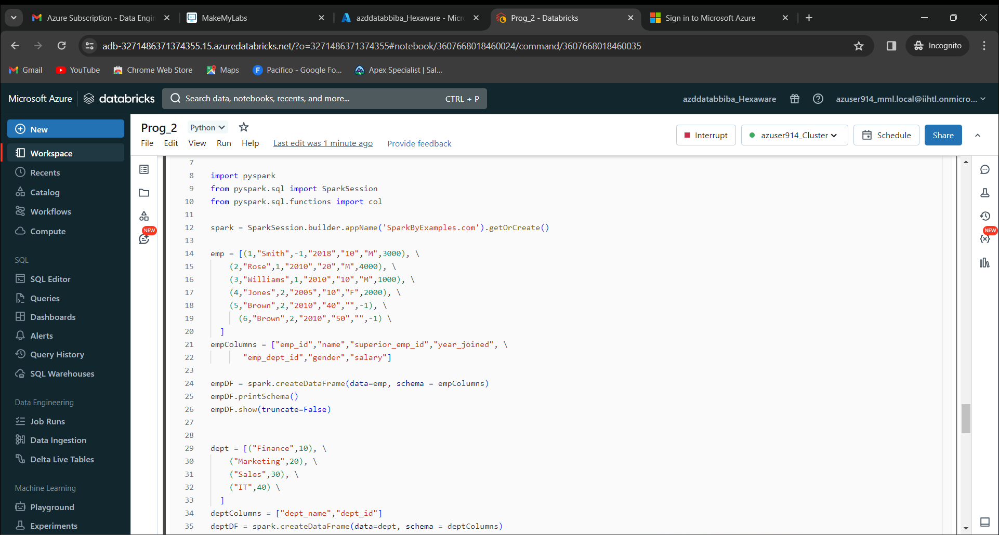 Azure Subscription - Data Engin
MakeMyLabs
azddatabbiba_Hexaware - Micro
Prog_2 - Databricks
Sign in to Microsoft Azure
adb-3271486371374355.15.azuredatabricks.net/?o=3271486371374355#notebook/3607668018460024/command/3607668018460035
Incognito
Gmail
YouTube
Chrome Web Store
Maps
Pacifico - Google Fo...
Apex Specialist | Sal...
Microsoft Azure
databricks
Search data, notebooks, recents, and more...
CTRL + P
azddatabbiba_Hexaware
azuser914_mml.local@iihtl.onmicro...
New
Workspace
Recents
Catalog
Workflows
Compute
SQL
SQL Editor
Queries
Dashboards
Alerts
Query History
SQL Warehouses
Data Engineering
Job Runs
Data Ingestion
Delta Live Tables
Machine Learning
Playground
Experiments
Prog_2
Python
File Edit View Run Help Last edit was 1 minute ago Provide feedback
Interrupt
azuser914_Cluster
Schedule
Share
NEW
NEW
7
8 import pyspark
9 from pyspark.sql import SparkSession
10 from pyspark.sql.functions import col
11
12 spark = SparkSession.builder.appName('SparkByExamples.com').getOrCreate()
13
14 emp = [(1,"Smith",-1,"2018","10","M",3000), \
15 (2,"Rose",1,"2010","20","M",4000), \
16 (3,"Williams",1,"2010","10","M",1000), \
17 (4,"Jones",2,"2005","10","F",2000), \
18 (5,"Brown",2,"2010","40","",-1), \
19 (6,"Brown",2,"2010","50","",-1) \
20 ]
21 empColumns = ["emp_id","name","superior_emp_id","year_joined", \
22 "emp_dept_id","gender","salary"]
23
24 empDF = spark.createDataFrame(data=emp, schema = empColumns)
25 empDF.printSchema()
26 empDF.show(truncate=False)
27
28
29 dept = [("Finance",10), \
30 ("Marketing",20), \
31 ("Sales",30), \
32 ("IT",40) \
33 ]
34 deptColumns = ["dept_name","dept_id"]
35 deptDF = spark.createDataFrame(data=dept, schema = deptColumns)